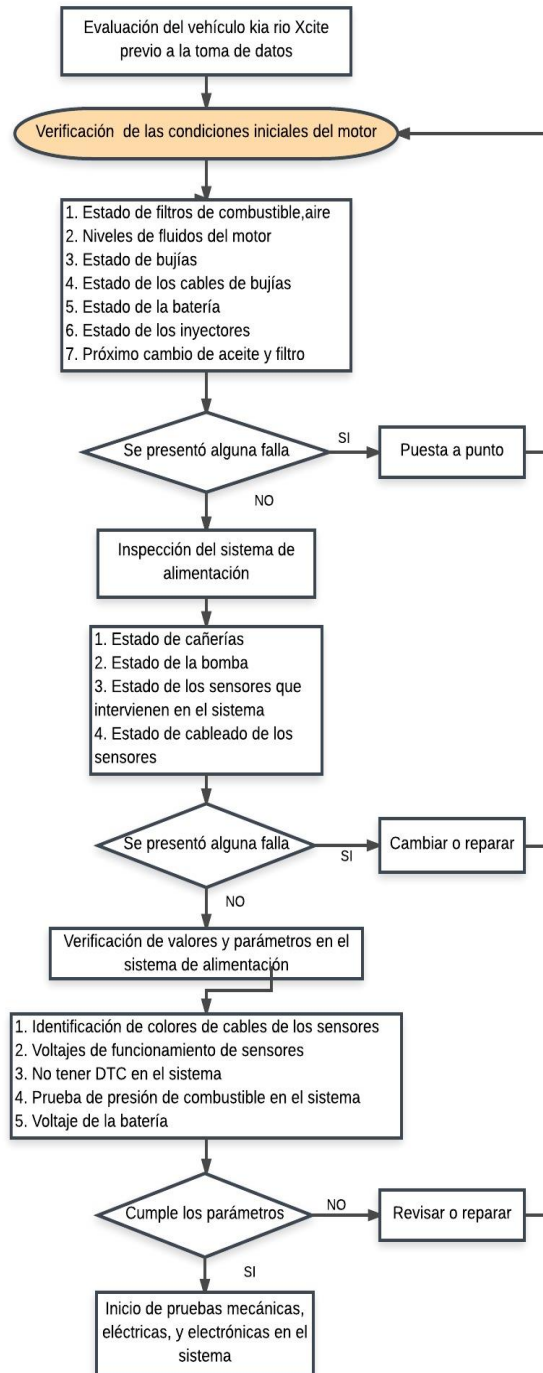 Evaluación del vehículo kia rio Xcite
previo a la toma de datos
Verificación de las condiciones iniciales del motor
1. Estado de filtros de combustible,aire
2. Niveles de fluidos del motor
3. Estado de bujías
4. Estado de los cables de bujías
5. Estado de la batería
6. Estado de los inyectores
7. Próximo cambio de aceite y filtro
Se presentó alguna falla
SI
Puesta a punto
NO
Inspección del sistema de
alimentación
1. Estado de cañerías
2. Estado de la bomba
3. Estado de los sensores que
intervienen en el sistema
4. Estado de cableado de los
sensores
Se presentó alguna falla
SI
Cambiar o reparar
NO
Verificación de valores y parámetros en el
sistema de alimentación
1. Identificación de colores de cables de los sensores
2. Voltajes de funcionamiento de sensores
3. No tener DTC en el sistema
4. Prueba de presión de combustible en el sistema
5. Voltaje de la batería
Cumple los parámetros
NO
Revisar o reparar
SI
Inicio de pruebas mecánicas,
eléctricas, y electrónicas en el
sistema